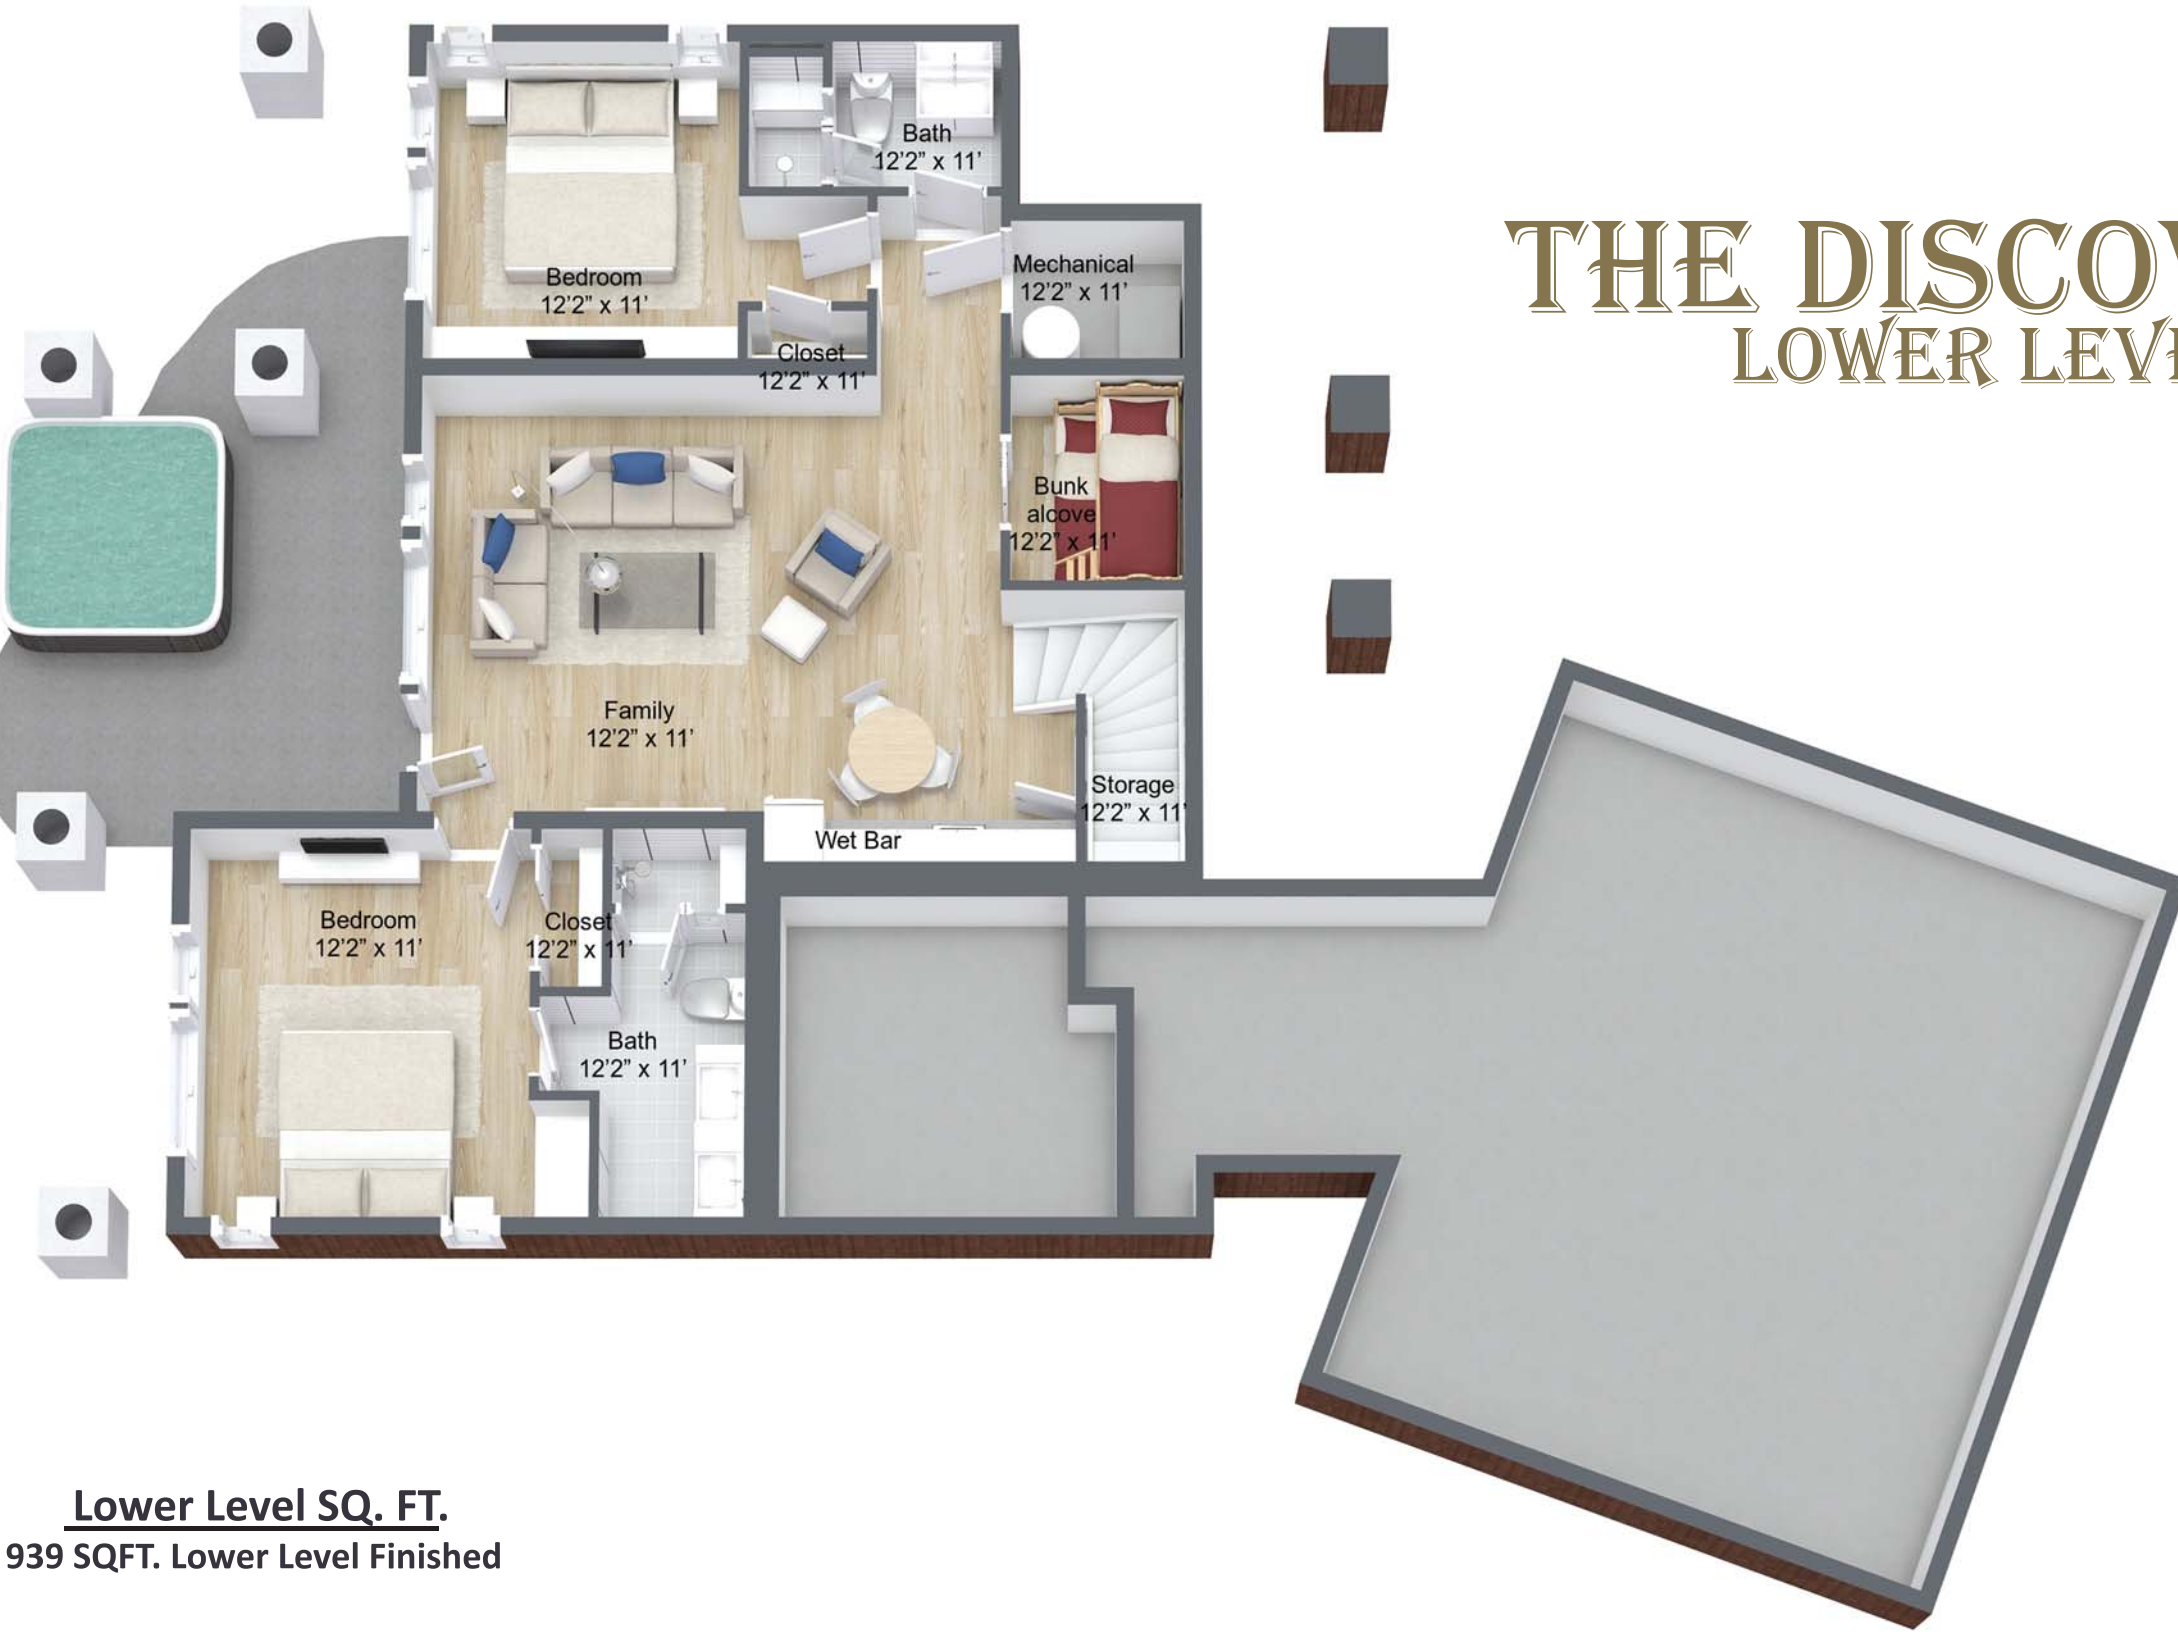 Bath
12'2” x 11'
THE DISCOV
LOWER LEVE
Mechanical
12'2” x 11'
Bedroom
12'2” x 11'
Closet
12'2” x 11'
Bunk
alcove
12'2” x 11'
Family
12'2” x 11'
Storage
12'2” x 11'
Wet Bar
Bedroom
12'2” x 11'
Closet
12'2” x 11'
Bath
12'2” x 11'
Lower Level SQ. FT.
939 SQFT. Lower Level Finished